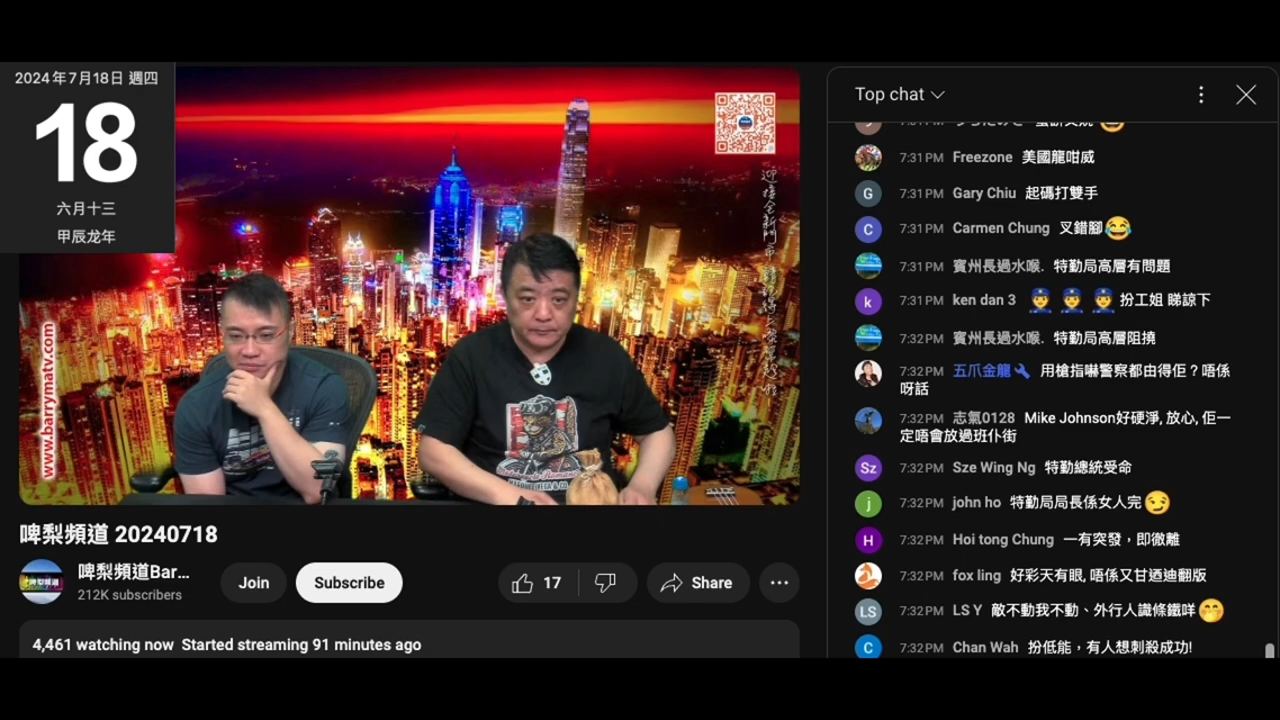 2024年7月18日 週四
18
六月十三
甲辰龙年
www.barrymatv.com
啤梨頻道 20240718
啤梨頻道Bar...
212K subscribers
Join
Subscribe
17
Share
4,461 watching now Started streaming 91 minutes ago
Top chat
7:31 PM Freezone 美國龍咁威
G 7:31 PM Gary Chiu 起碼打雙手
C 7:31 PM Carmen Chung 叉錯腳😂
7:31 PM 賓州長過水喉. 特勤局高層有問題
k 7:31 PM ken dan 3 👮👮👮扮工姐 睇諒下
7:32 PM 賓州長過水喉. 特勤局高層阻撓
7:32 PM 五爪金龍 用槍指嚇警察都由得佢？唔係
呀話
7:32 PM 志氣0128 Mike Johnson好硬淨, 放心, 佢一
定唔會放過班仆街
Sz 7:32 PM Sze Wing Ng 特勤總統受命
j 7:32 PM john ho 特勤局局長係女人完😏
H 7:32 PM Hoi tong Chung 一有突發，即徹離
7:32 PM fox ling 好彩天有眼, 唔係又甘迺迪翻版
LS 7:32 PM LS Y 敵不動我不動、外行人識條鐵咩🤭
C 7:32 PM Chan Wah 扮低能，有人想刺殺成功!